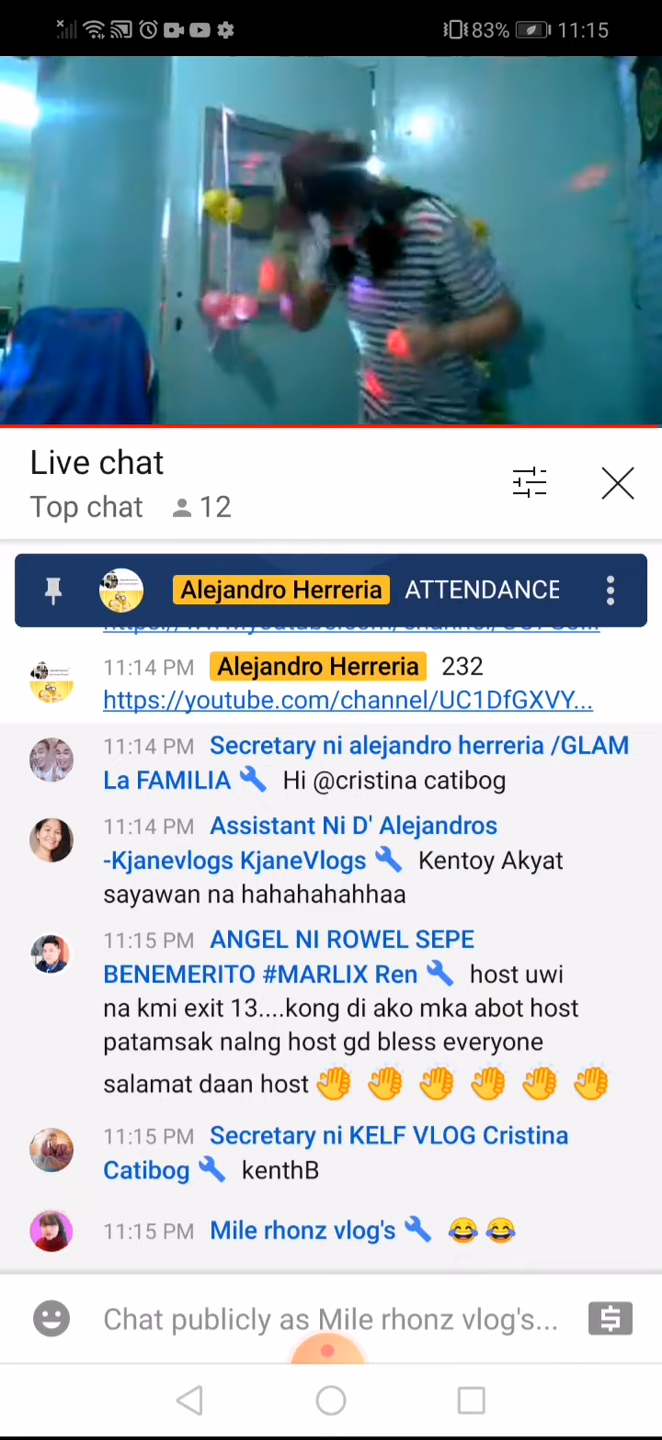 83% 11:15
Live chat
Top chat 12
Alejandro Herreria ATTENDANCE
11:14 PM Alejandro Herreria 232
https://youtube.com/channel/UC1DfGXVY...
11:14 PM Secretary ni alejandro herreria /GLAM
La FAMILIA 🔧 Hi @cristina catibog
11:14 PM Assistant Ni D' Alejandros
-Kjanevlogs KjaneVlogs 🔧 Kentoy Akyat
sayawan na hahahahahhaa
11:15 PM ANGEL NI ROWEL SEPE
BENEMERITO #MARLIX Ren 🔧 host uwi
na kmi exit 13....kong di ako mka abot host
patamsak nalng host gd bless everyone
salamat daan host 👏 👏 👏 👏 👏 👏
11:15 PM Secretary ni KELF VLOG Cristina
Catibog 🔧 kenthB
11:15 PM Mile rhonz vlog's 🔧 😂 😂
Chat publicly as Mile rhonz vlog's...